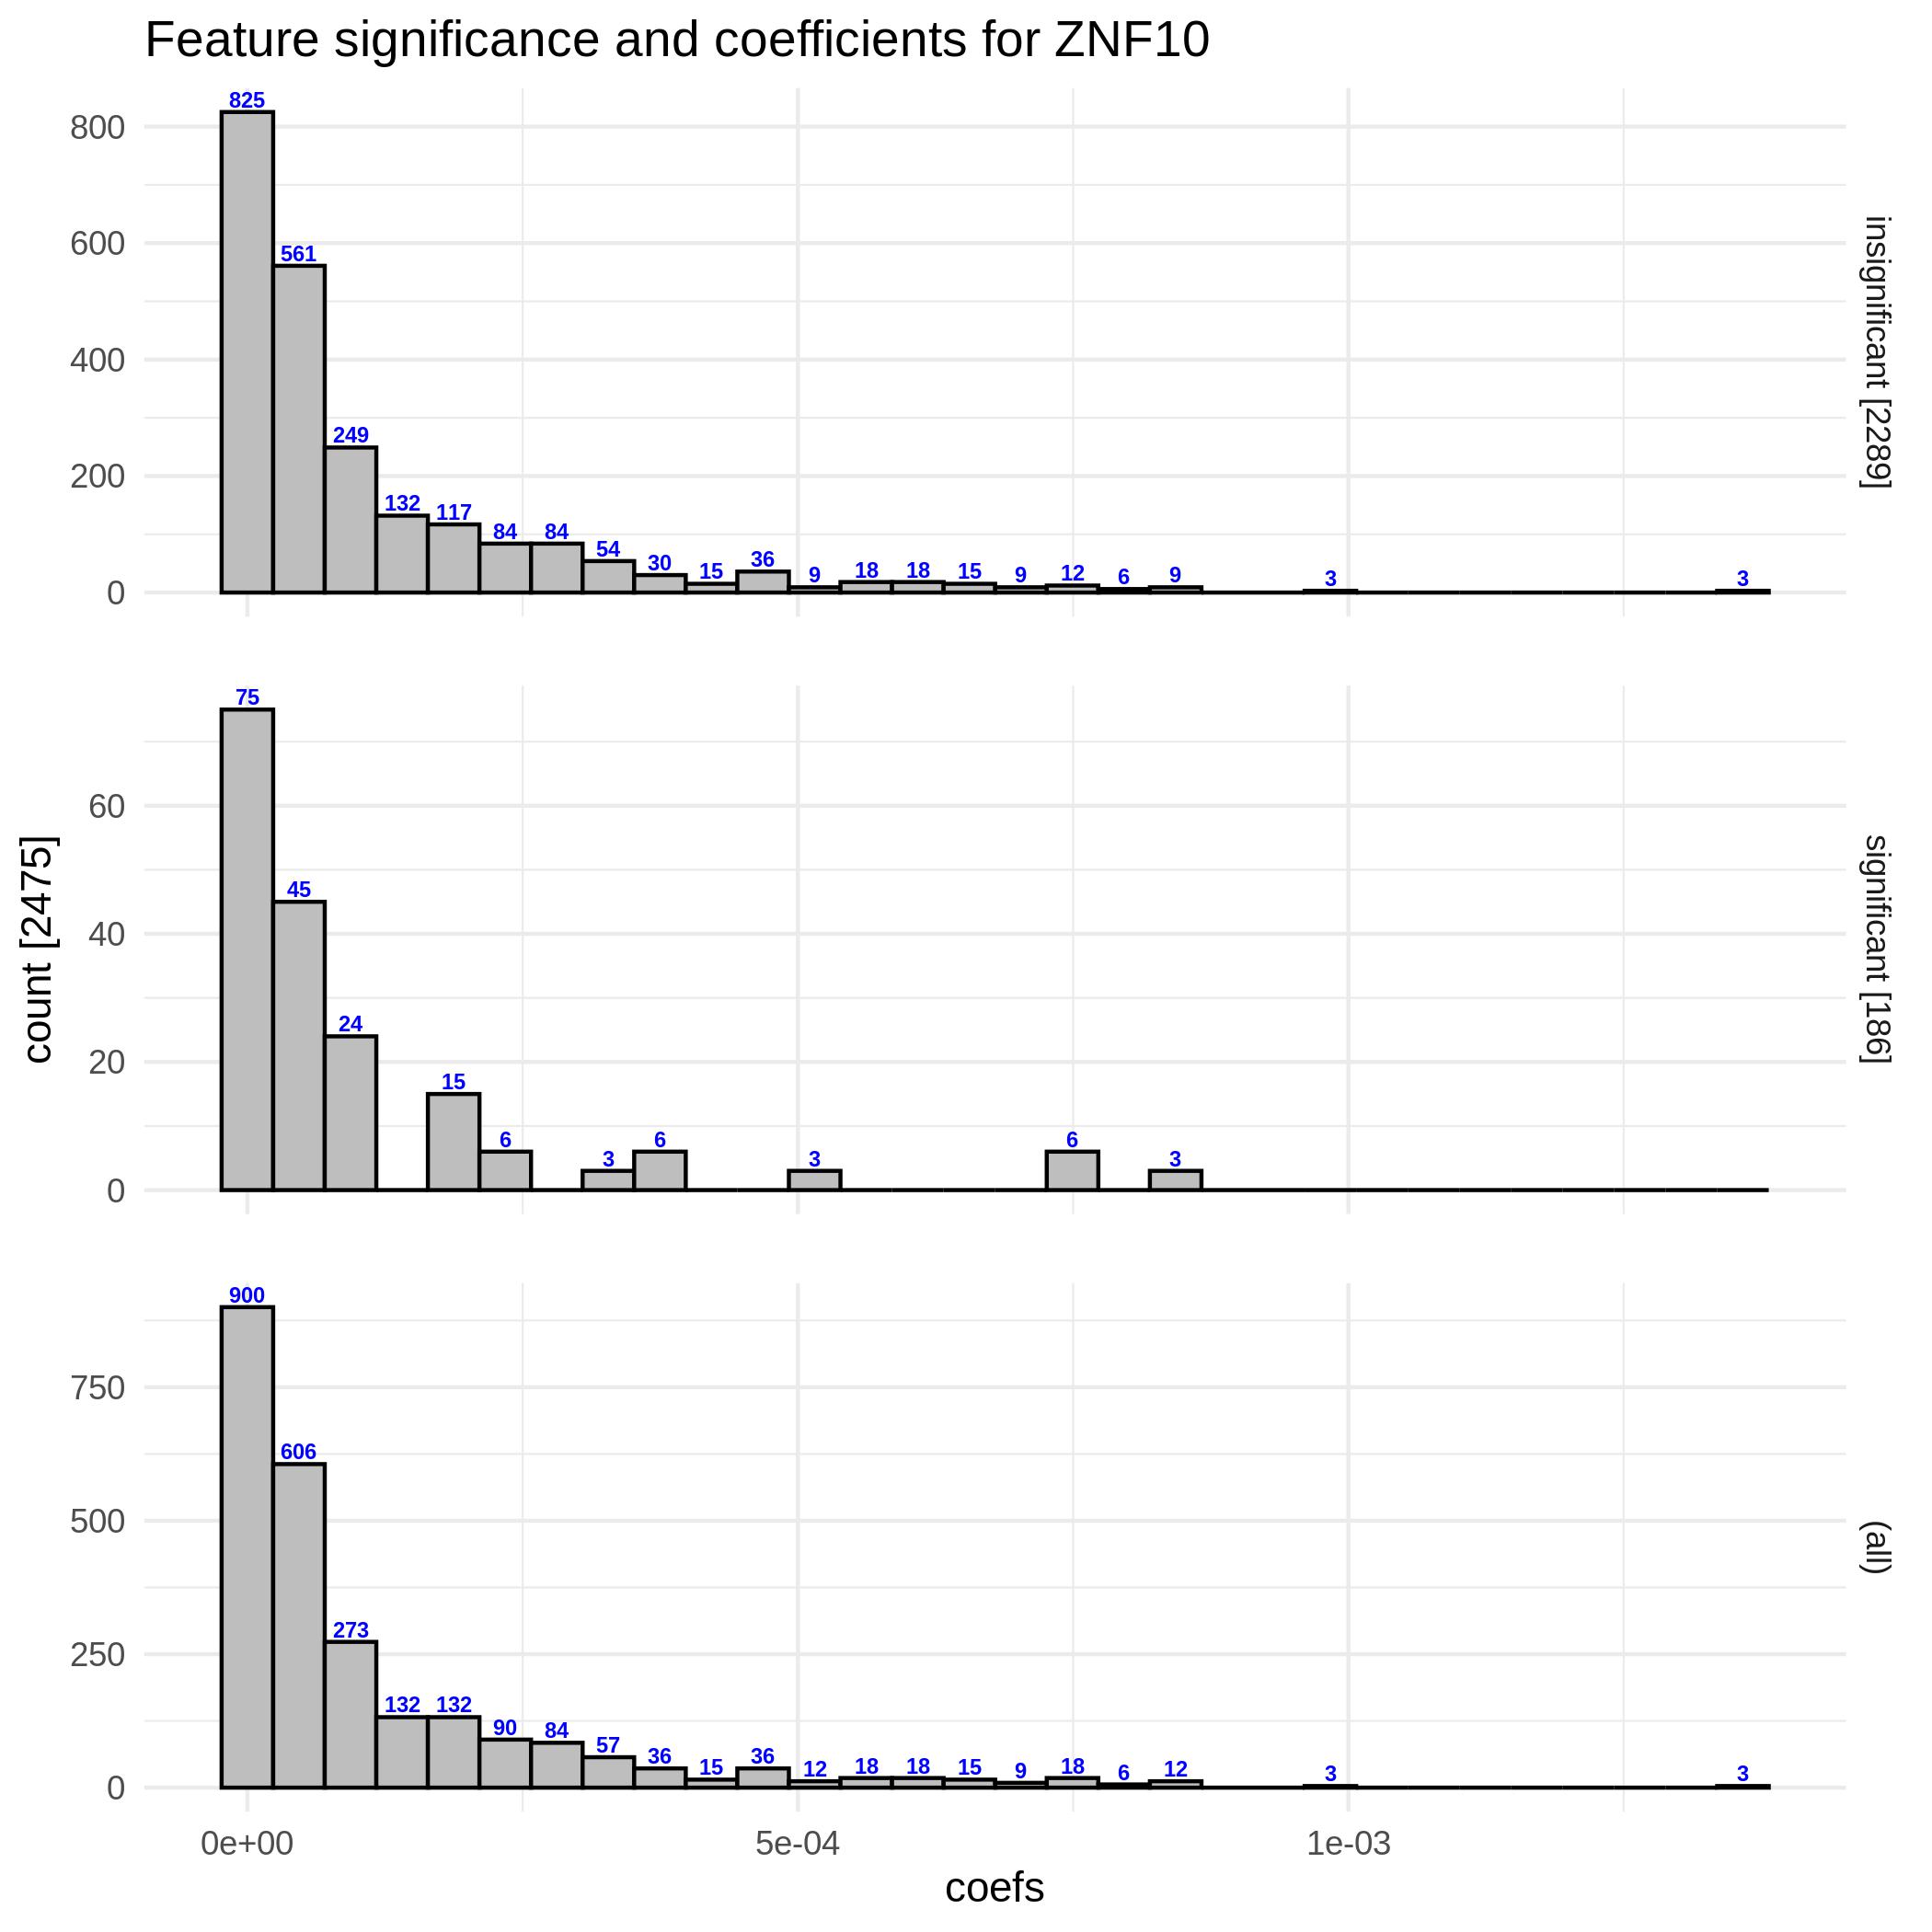 Feature significance and coefficients for ZNF10
825
800
561
600
insignificant [2289]
400
249
200
132 117 84 84 54 30 15 36 9 18 18 15 9 12 6 9 3 3
0
75
60
45
significant [186]
40
24
20
15
6 3 6 3 6 3
0
count [2475]
900
750
606
500
(all)
273
250
132 132 90 84 57 36 15 36 12 18 18 15 9 18 6 12 3 3
0
0e+00 5e-04 1e-03
coefs